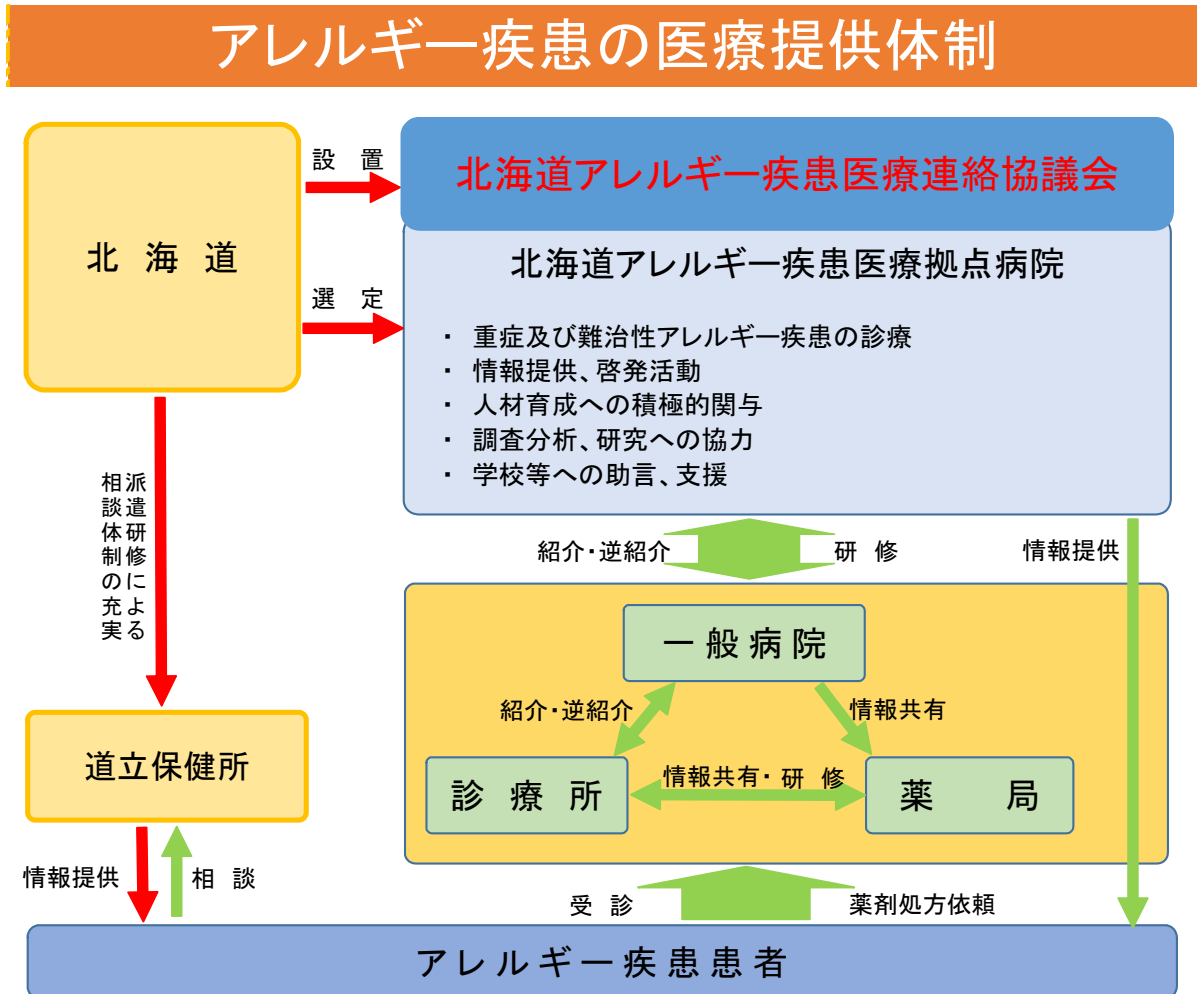 アレルギー疾患の医療提供体制
北海道
設置
選定
北海道アレルギー疾患医療連絡協議会
北海道アレルギー疾患医療拠点病院
・ 重症及び難治性アレルギー疾患の診療
・ 情報提供、啓発活動
・ 人材育成への積極的関与
・ 調査分析、研究への協力
・ 学校等への助言、支援
派遣研修による
相談体制の充実
紹介・逆紹介
研修
情報提供
一般病院
紹介・逆紹介
情報共有
診療所
情報共有・研修
薬局
道立保健所
情報提供
相談
受診
薬剤処方依頼
アレルギー疾患患者